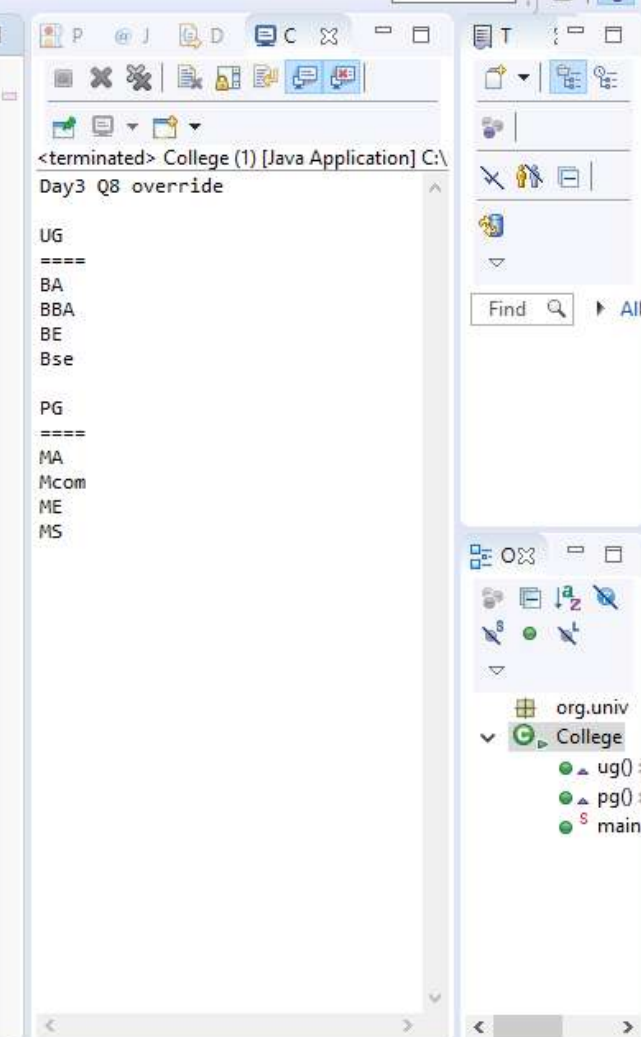 P @ J D C
<terminated> College (1) [Java Application] C:\
Day3 Q8 override
UG
====
BA
BBA
BE
Bse
PG
====
MA
Mcom
ME
MS
T
Find
All
O
org.univ
College
ug() :
pg() :
main